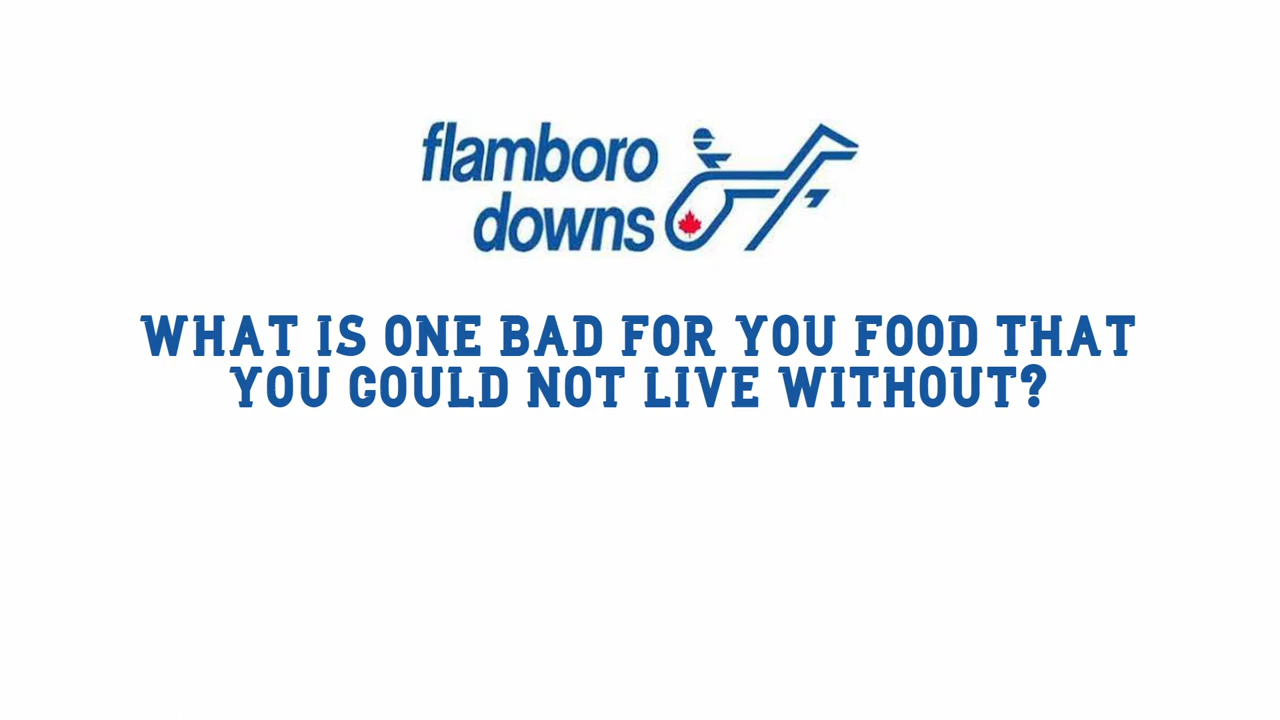 flamboro
downs
WHAT IS ONE BAD FOR YOU FOOD THAT
YOU COULD NOT LIVE WITHOUT?